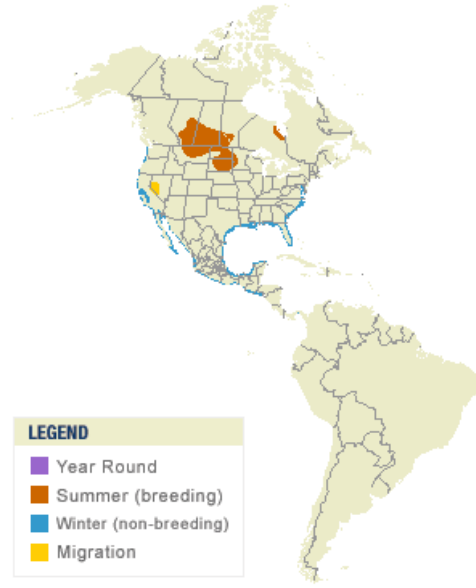 LEGEND
Year Round
Summer (breeding)
Winter (non-breeding)
Migration